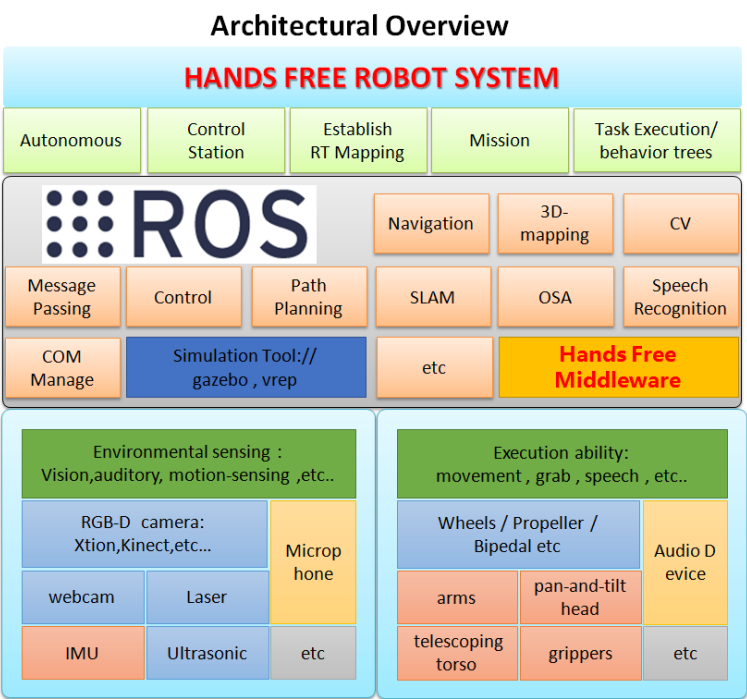 Architectural Overview
HANDS FREE ROBOT SYSTEM
Autonomous
Control
Station
Establish
RT Mapping
Mission
Task Execution/
behavior trees
ROS
Navigation
3D-
mapping
CV
Message
Passing
Control
Path
Planning
SLAM
OSA
Speech
Recognition
COM
Manage
Simulation Tool://
gazebo , vrep
etc
Hands Free
Middleware
Environmental sensing :
Vision,auditory, motion-sensing ,etc..
RGB-D camera:
Xtion,Kinect,etc...
Microp
hone
webcam
Laser
IMU
Ultrasonic
etc
Execution ability:
movement , grab , speech , etc..
Wheels / Propeller /
Bipedal etc
Audio D
evice
arms
pan-and-tilt
head
telescoping
torso
grippers
etc